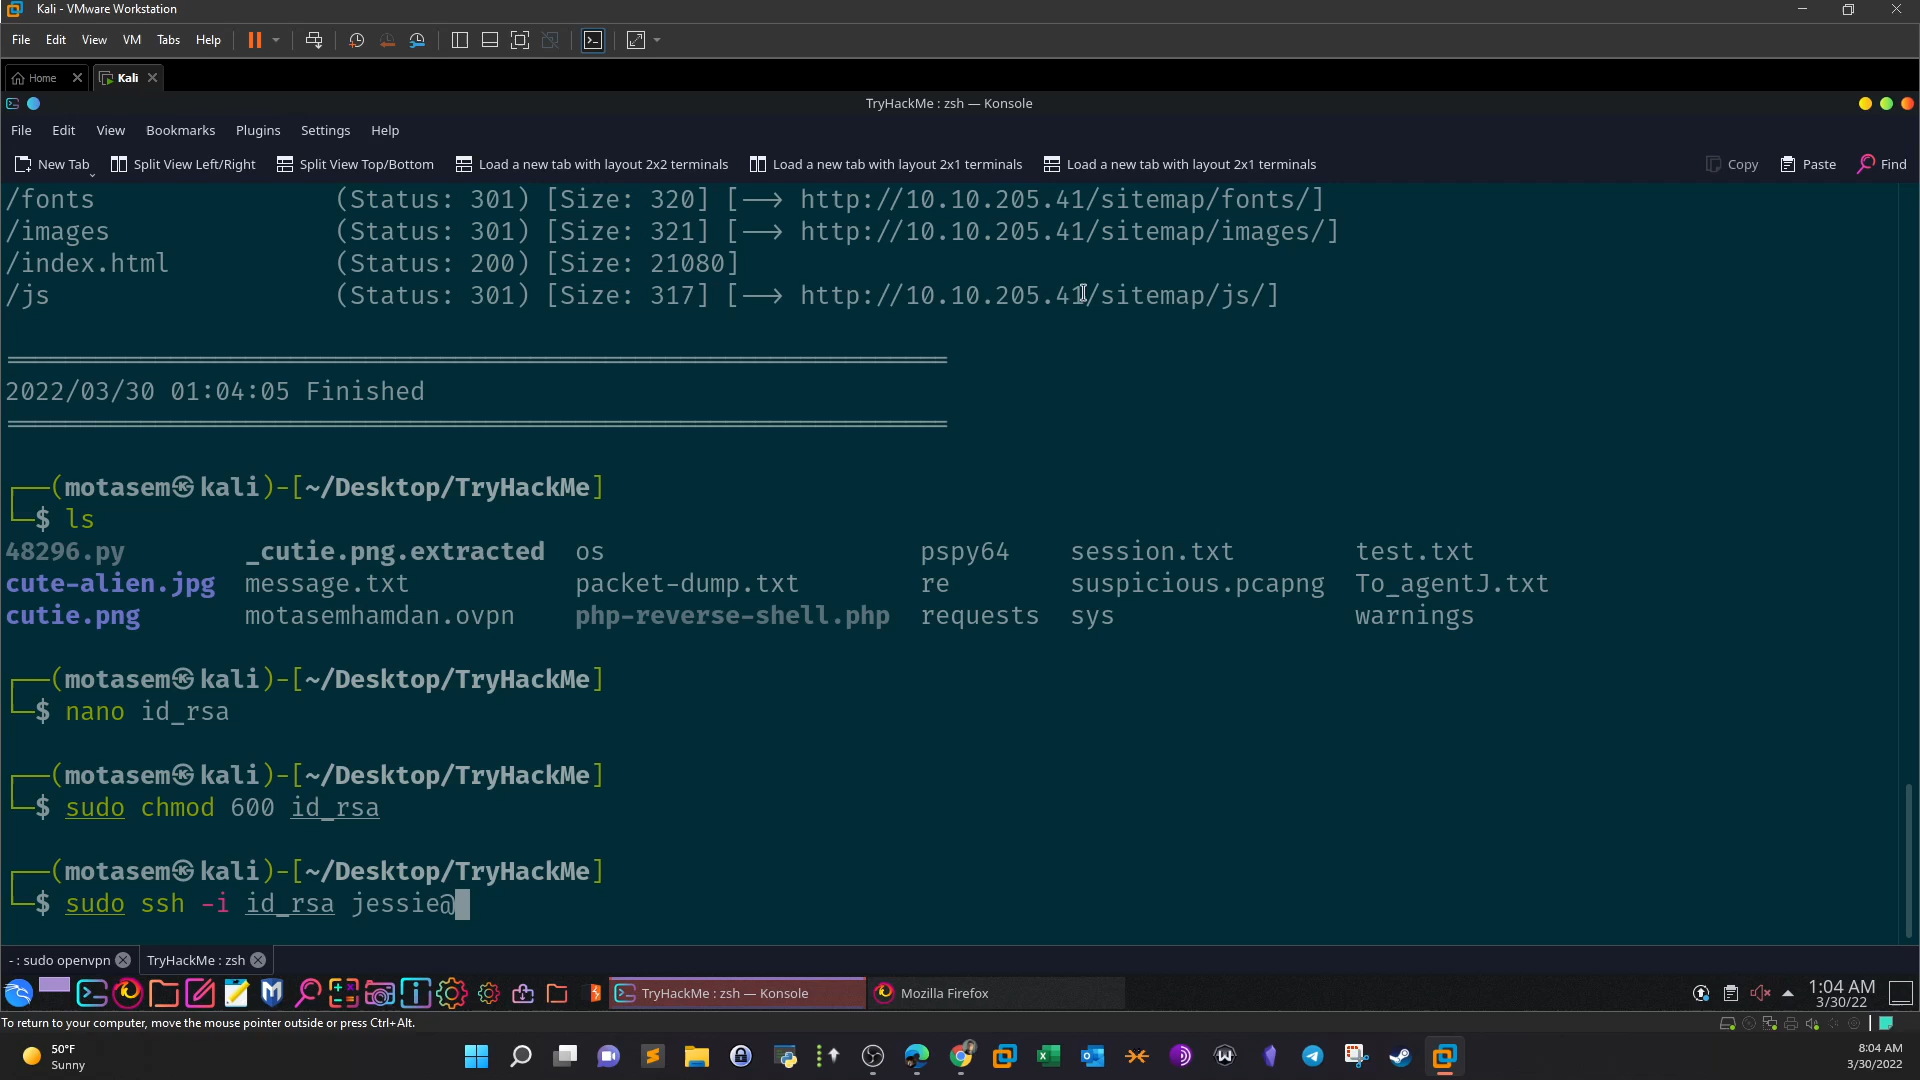 Kali - VMware Workstation
File Edit View VM Tabs Help
Home Kali
TryHackMe : zsh — Konsole
File Edit View Bookmarks Plugins Settings Help
New Tab Split View Left/Right Split View Top/Bottom Load a new tab with layout 2x2 terminals Load a new tab with layout 2x1 terminals Load a new tab with layout 2x1 terminals Copy Paste Find
/fonts (Status: 301) [Size: 320] [--> http://10.10.205.41/sitemap/fonts/]
/images (Status: 301) [Size: 321] [--> http://10.10.205.41/sitemap/images/]
/index.html (Status: 200) [Size: 21080]
/js (Status: 301) [Size: 317] [--> http://10.10.205.41/sitemap/js/]
===============================================================
2022/03/30 01:04:05 Finished
===============================================================
┌──(motasem㉿kali)-[~/Desktop/TryHackMe]
└─$ ls
48296.py _cutie.png.extracted os pspy64 session.txt test.txt
cute-alien.jpg message.txt packet-dump.txt re suspicious.pcapng To_agentJ.txt
cutie.png motasemhamdan.ovpn php-reverse-shell.php requests sys warnings
┌──(motasem㉿kali)-[~/Desktop/TryHackMe]
└─$ nano id_rsa
┌──(motasem㉿kali)-[~/Desktop/TryHackMe]
└─$ sudo chmod 600 id_rsa
┌──(motasem㉿kali)-[~/Desktop/TryHackMe]
└─$ sudo ssh -i id_rsa jessie@
- : sudo openvpn TryHackMe : zsh
TryHackMe : zsh — Konsole Mozilla Firefox 1:04 AM
3/30/22
To return to your computer, move the mouse pointer outside or press Ctrl+Alt.
50°F
Sunny
8:04 AM
3/30/2022